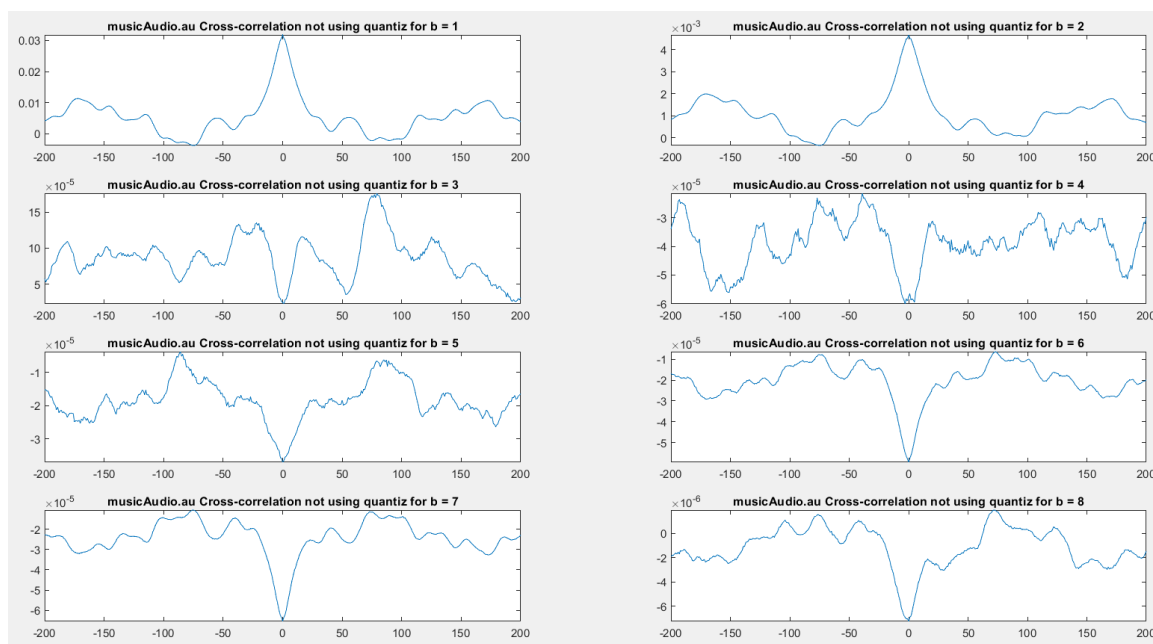 musicAudio.au Cross-correlation not using quantiz for b = 1
0.03
0.02
0.01
0
-200 -150 -100 -50 0 50 100 150 200
musicAudio.au Cross-correlation not using quantiz for b = 2
×10-3
4
3
2
1
0
-200 -150 -100 -50 0 50 100 150 200
musicAudio.au Cross-correlation not using quantiz for b = 3
×10-5
15
10
5
-200 -150 -100 -50 0 50 100 150 200
musicAudio.au Cross-correlation not using quantiz for b = 4
×10-5
-3
-4
-5
-6
-200 -150 -100 -50 0 50 100 150 200
musicAudio.au Cross-correlation not using quantiz for b = 5
×10-5
-1
-2
-3
-200 -150 -100 -50 0 50 100 150 200
musicAudio.au Cross-correlation not using quantiz for b = 6
×10-5
-1
-2
-3
-4
-5
-200 -150 -100 -50 0 50 100 150 200
musicAudio.au Cross-correlation not using quantiz for b = 7
×10-5
-2
-3
-4
-5
-6
-200 -150 -100 -50 0 50 100 150 200
musicAudio.au Cross-correlation not using quantiz for b = 8
×10-6
0
-2
-4
-6
-200 -150 -100 -50 0 50 100 150 200